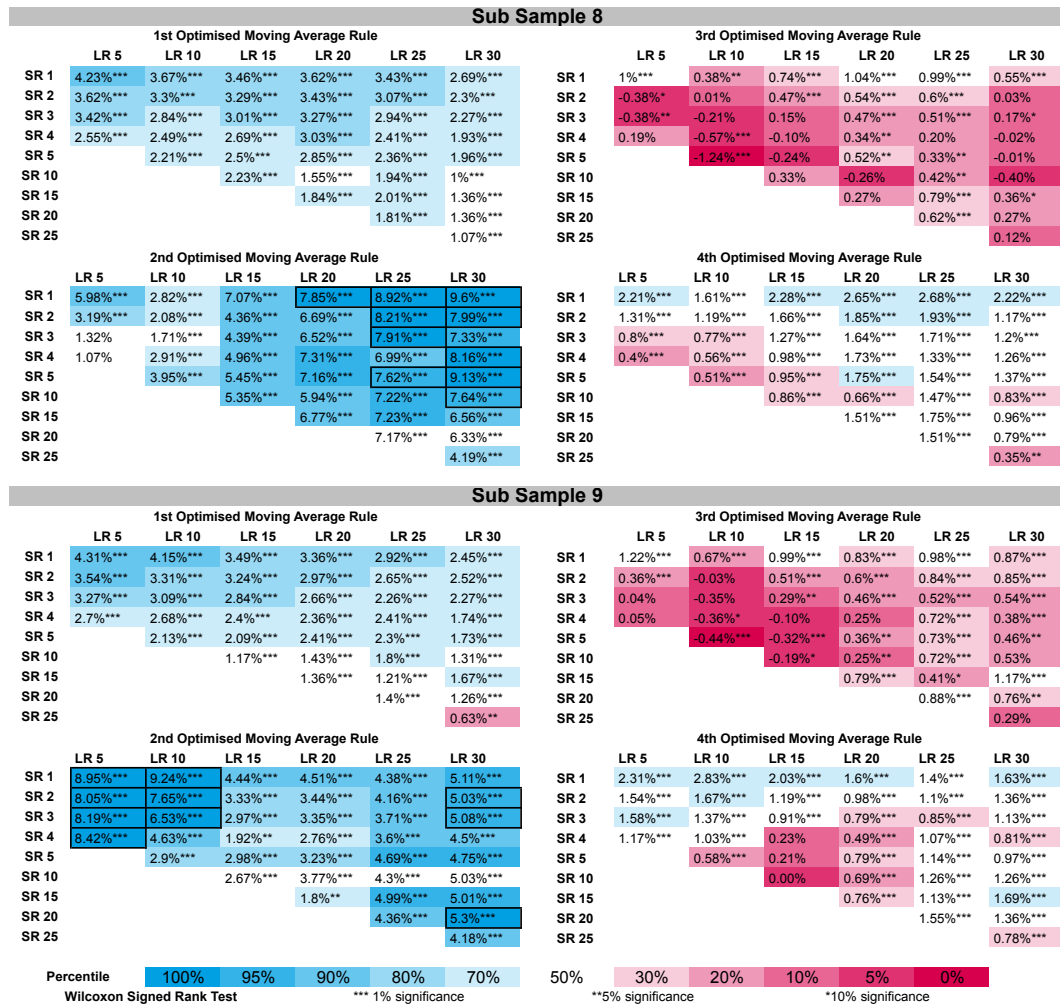 Sub Sample 8
1st Optimised Moving Average Rule
LR 5 LR 10 LR 15 LR 20 LR 25 LR 30
SR 1 4.23%*** 3.67%*** 3.46%*** 3.62%*** 3.43%*** 2.69%***
SR 2 3.62%*** 3.3%*** 3.29%*** 3.43%*** 3.07%*** 2.3%***
SR 3 3.42%*** 2.84%*** 3.01%*** 3.27%*** 2.94%*** 2.27%***
SR 4 2.55%*** 2.49%*** 2.69%*** 3.03%*** 2.41%*** 1.93%***
SR 5 2.21%*** 2.5%*** 2.85%*** 2.36%*** 1.96%***
SR 10 2.23%*** 1.55%*** 1.94%*** 1%***
SR 15 1.84%*** 2.01%*** 1.36%***
SR 20 1.81%*** 1.36%***
SR 25 1.07%***
3rd Optimised Moving Average Rule
LR 5 LR 10 LR 15 LR 20 LR 25 LR 30
SR 1 1%*** 0.38%** 0.74%*** 1.04%*** 0.99%*** 0.55%***
SR 2 -0.38%* 0.01% 0.47%*** 0.54%*** 0.6%*** 0.03%
SR 3 -0.38%** -0.21% 0.15% 0.47%*** 0.51%*** 0.17%*
SR 4 0.19% -0.57%*** -0.10% 0.34%** 0.20% -0.02%
SR 5 -1.24%*** -0.24% 0.52%** 0.33%** -0.01%
SR 10 0.33% -0.26% 0.42%** -0.40%
SR 15 0.27% 0.79%*** 0.36%*
SR 20 0.62%*** 0.27%
SR 25 0.12%
2nd Optimised Moving Average Rule
LR 5 LR 10 LR 15 LR 20 LR 25 LR 30
SR 1 5.98%*** 2.82%*** 7.07%*** 7.85%*** 8.92%*** 9.6%***
SR 2 3.19%*** 2.08%*** 4.36%*** 6.69%*** 8.21%*** 7.99%***
SR 3 1.32% 1.71%*** 4.39%*** 6.52%*** 7.91%*** 7.33%***
SR 4 1.07% 2.91%*** 4.96%*** 7.31%*** 6.99%*** 8.16%***
SR 5 3.95%*** 5.45%*** 7.16%*** 7.62%*** 9.13%***
SR 10 5.35%*** 5.94%*** 7.22%*** 7.64%***
SR 15 6.77%*** 7.23%*** 6.56%***
SR 20 7.17%*** 6.33%***
SR 25 4.19%***
4th Optimised Moving Average Rule
LR 5 LR 10 LR 15 LR 20 LR 25 LR 30
SR 1 2.21%*** 1.61%*** 2.28%*** 2.65%*** 2.68%*** 2.22%***
SR 2 1.31%*** 1.19%*** 1.66%*** 1.85%*** 1.93%*** 1.17%***
SR 3 0.8%*** 0.77%*** 1.27%*** 1.64%*** 1.71%*** 1.2%***
SR 4 0.4%*** 0.56%*** 0.98%*** 1.73%*** 1.33%*** 1.26%***
SR 5 0.51%*** 0.95%*** 1.75%*** 1.54%*** 1.37%***
SR 10 0.86%*** 0.66%*** 1.47%*** 0.83%***
SR 15 1.51%*** 1.75%*** 0.96%***
SR 20 1.51%*** 0.79%***
SR 25 0.35%**
Sub Sample 9
1st Optimised Moving Average Rule
LR 5 LR 10 LR 15 LR 20 LR 25 LR 30
SR 1 4.31%*** 4.15%*** 3.49%*** 3.36%*** 2.92%*** 2.45%***
SR 2 3.54%*** 3.31%*** 3.24%*** 2.97%*** 2.65%*** 2.52%***
SR 3 3.27%*** 3.09%*** 2.84%*** 2.66%*** 2.26%*** 2.27%***
SR 4 2.7%*** 2.68%*** 2.4%*** 2.36%*** 2.41%*** 1.74%***
SR 5 2.13%*** 2.09%*** 2.41%*** 2.3%*** 1.73%***
SR 10 1.17%*** 1.43%*** 1.8%*** 1.31%***
SR 15 1.36%*** 1.21%*** 1.67%***
SR 20 1.4%*** 1.26%***
SR 25 0.63%**
3rd Optimised Moving Average Rule
LR 5 LR 10 LR 15 LR 20 LR 25 LR 30
SR 1 1.22%*** 0.67%*** 0.99%*** 0.83%*** 0.98%*** 0.87%***
SR 2 0.36%*** -0.03% 0.51%*** 0.6%*** 0.84%*** 0.85%***
SR 3 0.04% -0.35% 0.29%** 0.46%*** 0.52%*** 0.54%***
SR 4 0.05% -0.36%* -0.10% 0.25% 0.72%*** 0.38%***
SR 5 -0.44%*** -0.32%*** 0.36%** 0.73%*** 0.46%**
SR 10 -0.19%* 0.25%** 0.72%*** 0.53%
SR 15 0.79%*** 0.41%* 1.17%***
SR 20 0.88%*** 0.76%**
SR 25 0.29%
2nd Optimised Moving Average Rule
LR 5 LR 10 LR 15 LR 20 LR 25 LR 30
SR 1 8.95%*** 9.24%*** 4.44%*** 4.51%*** 4.38%*** 5.11%***
SR 2 8.05%*** 7.65%*** 3.33%*** 3.44%*** 4.16%*** 5.03%***
SR 3 8.19%*** 6.53%*** 2.97%*** 3.35%*** 3.71%*** 5.08%***
SR 4 8.42%*** 4.63%*** 1.92%** 2.76%*** 3.6%*** 4.5%***
SR 5 2.9%*** 2.98%*** 3.23%*** 4.69%*** 4.75%***
SR 10 2.67%*** 3.77%*** 4.3%*** 5.03%***
SR 15 1.8%** 4.99%*** 5.01%***
SR 20 4.36%*** 5.3%***
SR 25 4.18%***
4th Optimised Moving Average Rule
LR 5 LR 10 LR 15 LR 20 LR 25 LR 30
SR 1 2.31%*** 2.83%*** 2.03%*** 1.6%*** 1.4%*** 1.63%***
SR 2 1.54%*** 1.67%*** 1.19%*** 0.98%*** 1.1%*** 1.36%***
SR 3 1.58%*** 1.37%*** 0.91%*** 0.79%*** 0.85%*** 1.13%***
SR 4 1.17%*** 1.03%*** 0.23% 0.49%*** 1.07%*** 0.81%***
SR 5 0.58%*** 0.21% 0.79%*** 1.14%*** 0.97%***
SR 10 0.00% 0.69%*** 1.26%*** 1.26%***
SR 15 0.76%*** 1.13%*** 1.69%***
SR 20 1.55%*** 1.36%***
SR 25 0.78%***
Percentile 100% 95% 90% 80% 70% 50% 30% 20% 10% 5% 0%
Wilcoxon Signed Rank Test *** 1% significance **5% significance *10% significance